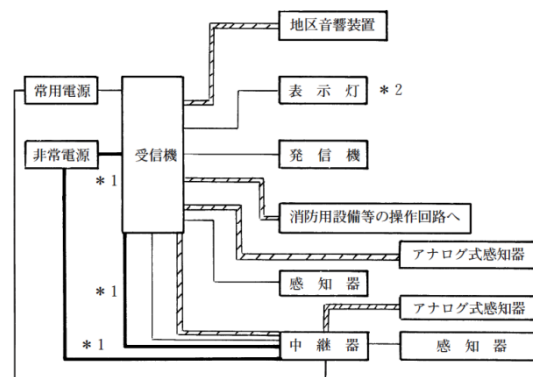 地区音響装置
常用電源
表示灯 *2
非常電源
受信機
発信機
*1
消防用設備等の操作回路へ
アナログ式感知器
感知器
*1
アナログ式感知器
*1
中継器
感知器